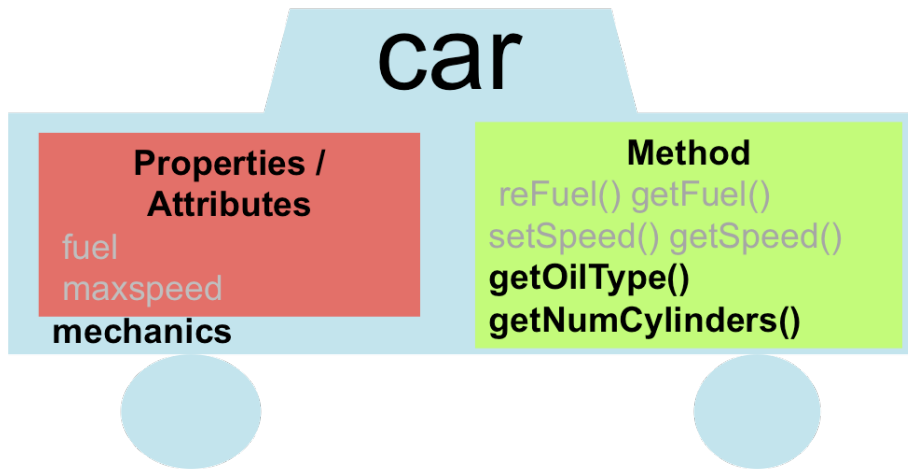 car
Properties /
Attributes
fuel
maxspeed
mechanics
Method
reFuel() getFuel()
setSpeed() getSpeed()
getOilType()
getNumCylinders()